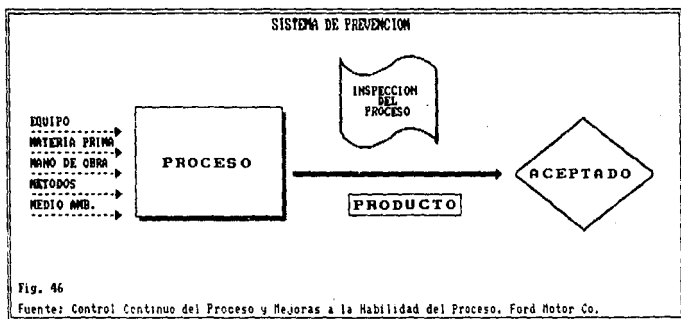 SISTEMA DE PREVENCION
INSPECCION
DEL
PROCESO
EQUIPO
MATERIA PRIMA
MANO DE OBRA
METODOS
MEDIO AMB.
PROCESO
PRODUCTO
ACEPTADO
Fig. 46
Fuente: Control Continuo del Proceso y Mejoras a la Habilidad del Proceso. Ford Motor Co.